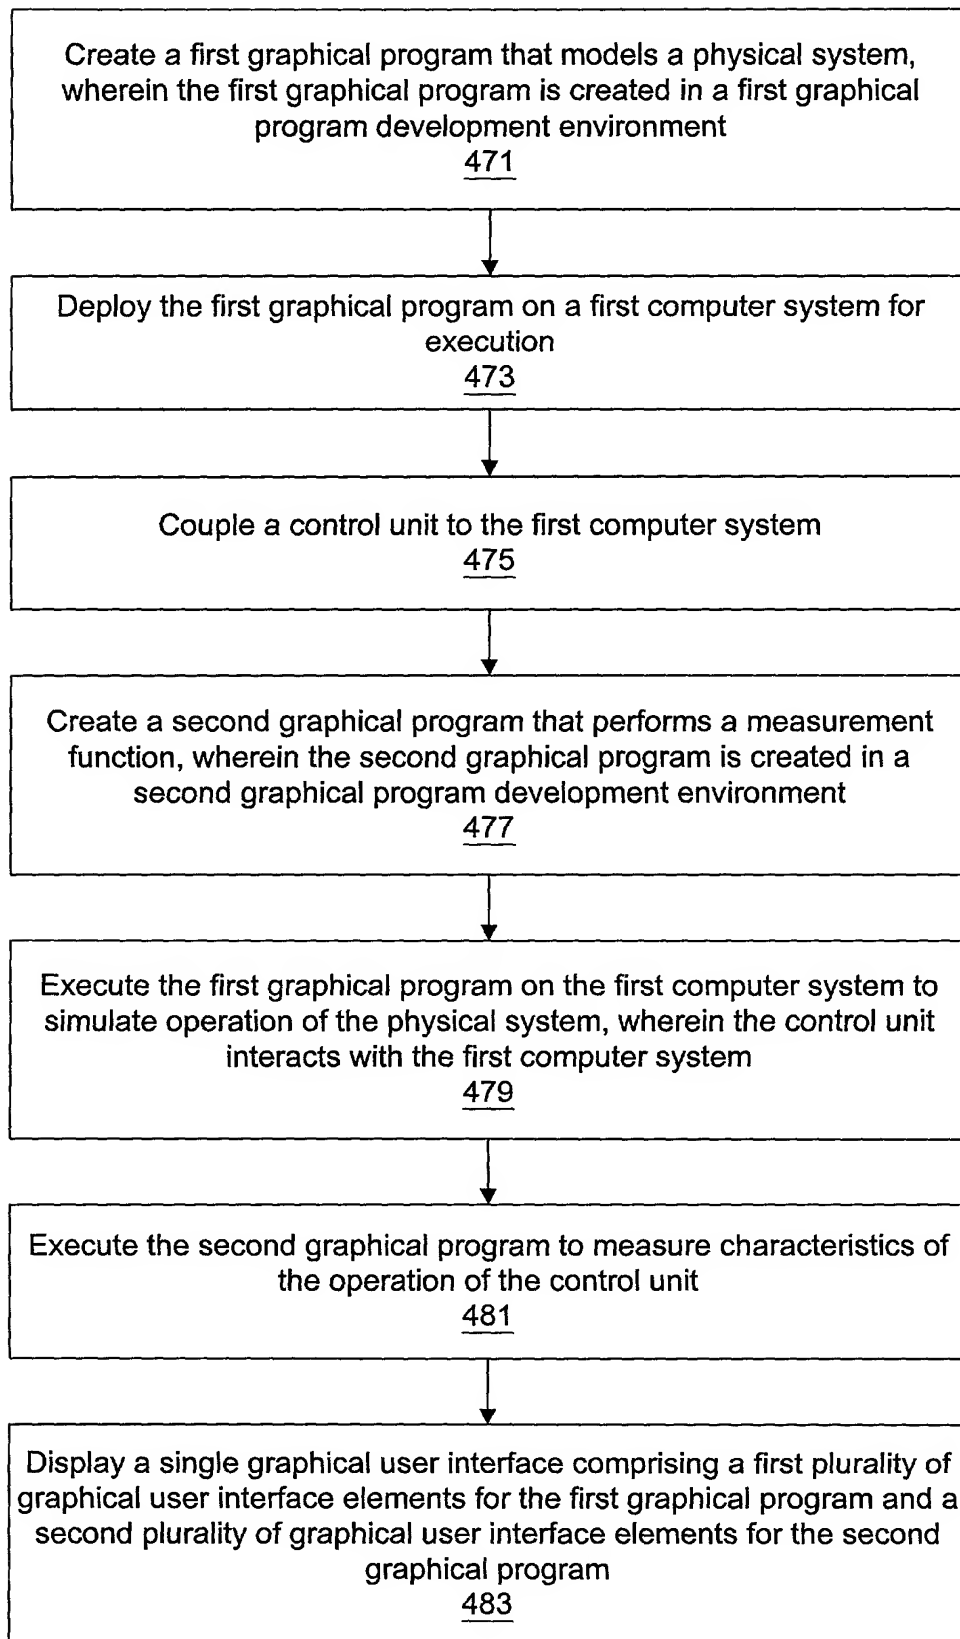 Create a first graphical program that models a physical system,
wherein the first graphical program is created in a first graphical
program development environment
471
Deploy the first graphical program on a first computer system for
execution
473
Couple a control unit to the first computer system
475
Create a second graphical program that performs a measurement
function, wherein the second graphical program is created in a
second graphical program development environment
477
Execute the first graphical program on the first computer system to
simulate operation of the physical system, wherein the control unit
interacts with the first computer system
479
Execute the second graphical program to measure characteristics of
the operation of the control unit
481
Display a single graphical user interface comprising a first plurality of
graphical user interface elements for the first graphical program and a
second plurality of graphical user interface elements for the second
graphical program
483